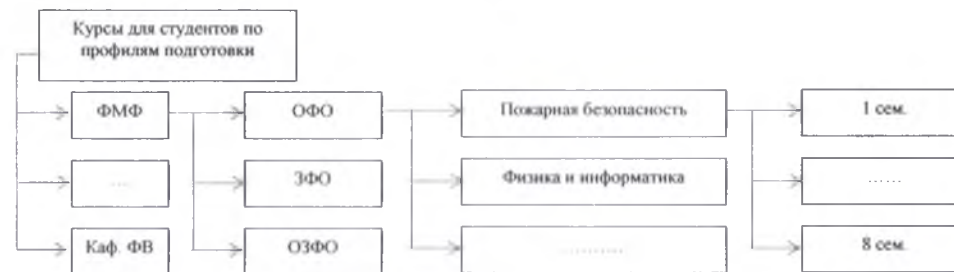 Курсы для студентов по
профилям подготовки
ФМФ
ОФО
Пожарная безопасность
1 сем.
....
ЗФО
Физика и информатика
......
Каф. ФВ
ОЗФО
..........
8 сем.